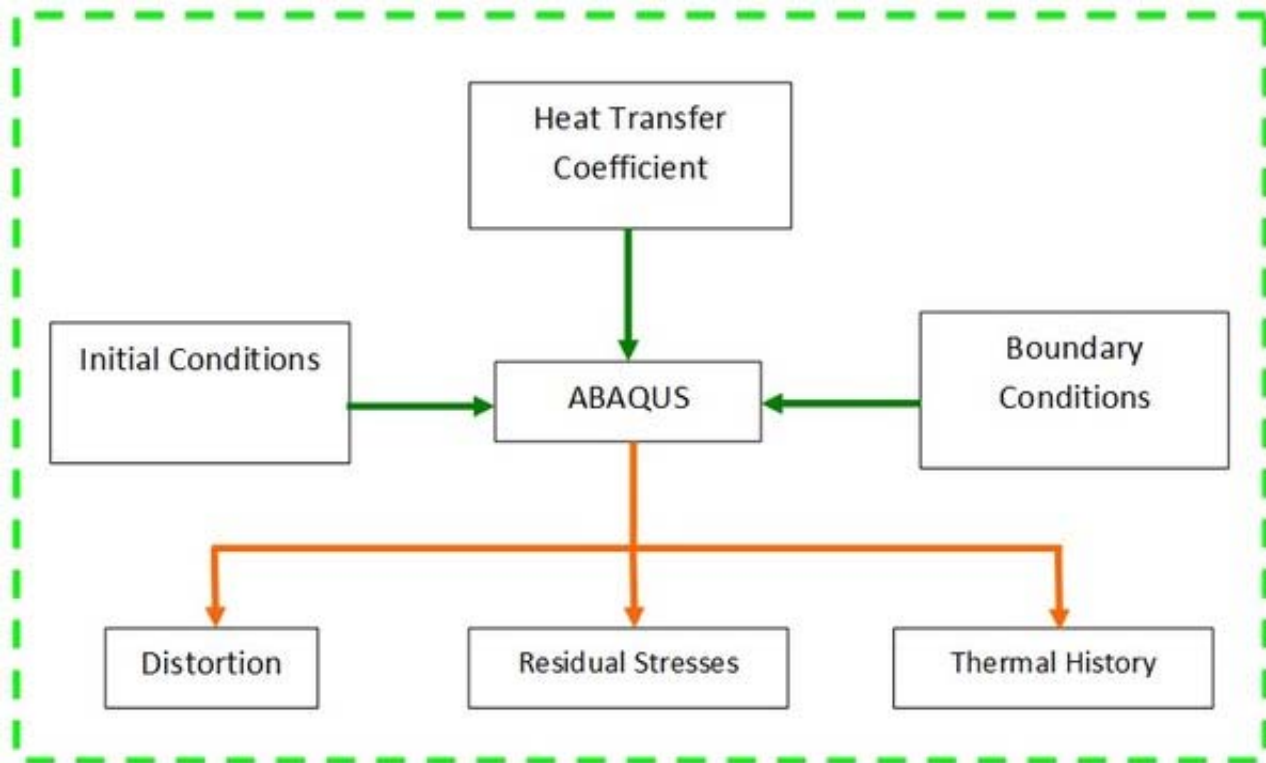 Heat Transfer
Coefficient
Initial Conditions
Boundary
Conditions
ABAQUS
Distortion
Residual Stresses
Thermal History